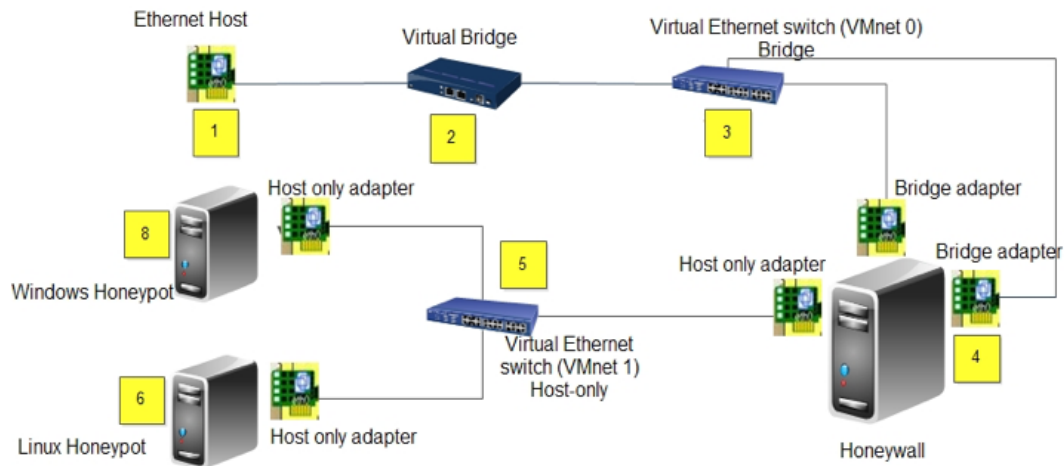 Ethernet Host
Virtual Bridge
Virtual Ethernet switch (VMnet 0)
Bridge
1
2
3
Host only adapter
Bridge adapter
8
5
Host only adapter
Bridge adapter
Windows Honeypot
Virtual Ethernet
switch (VMnet 1)
Host-only
4
6
Linux Honeypot
Host only adapter
Honeywall